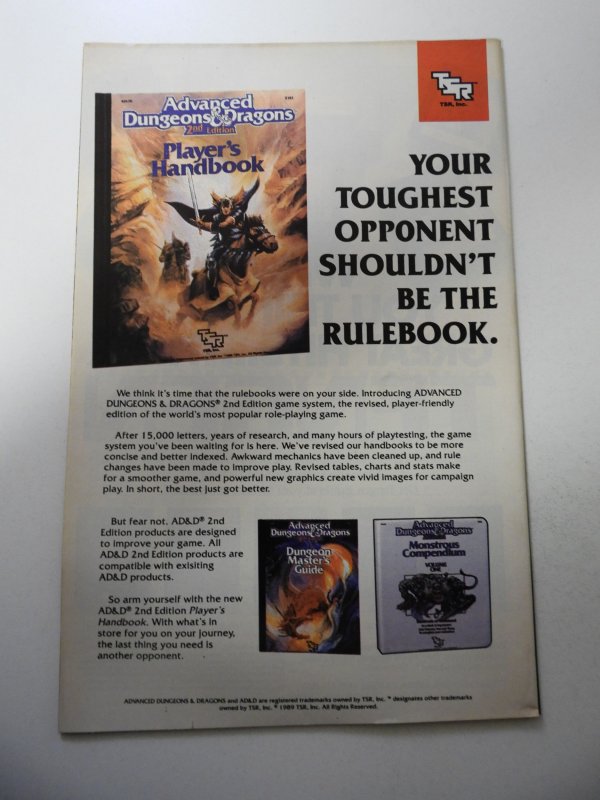 TSR
TSR, Inc.
Advanced
Dungeons & Dragons
2nd Edition
Player's
Handbook
TSR
TSR, Inc.
YOUR
TOUGHEST
OPPONENT
SHOULDN'T
BE THE
RULEBOOK.
We think it's time that the rulebooks were on your side. Introducing ADVANCED
DUNGEONS & DRAGONS® 2nd Edition game system, the revised, player-friendly
edition of the world's most popular role-playing game.
After 15,000 letters, years of research, and many hours of playtesting, the game
system you've been waiting for is here. We've revised our handbooks to be more
concise and better indexed. Awkward mechanics have been cleaned up, and rule
changes have been made to improve play. Revised tables, charts and stats make
for a smoother game, and powerful new graphics create vivid images for campaign
play. In short, the best just got better.
But fear not. AD&D® 2nd
Edition products are designed
to improve your game. All
AD&D 2nd Edition products are
compatible with exisiting
AD&D products.
So arm yourself with the new
AD&D® 2nd Edition Player's
Handbook. With what's in
store for you on your journey,
the last thing you need is
another opponent.
Advanced
Dungeons & Dragons
Dungeon
Master's
Guide
Advanced
Dungeons & Dragons
Monstrous
Compendium
VOLUME
ONE
ADVANCED DUNGEONS & DRAGONS and AD&D are registered trademarks owned by TSR, Inc. ™ designates other trademarks
owned by TSR, Inc. © 1989 TSR, Inc. All Rights Reserved.